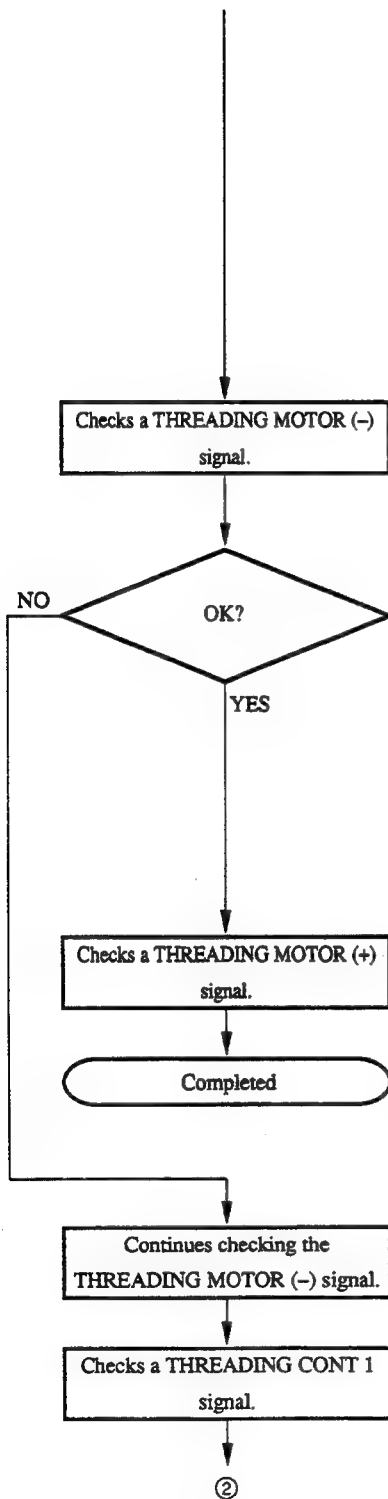 Checks a THREADING MOTOR (–)
signal.
OK?
NO
YES
Checks a THREADING MOTOR (+)
signal.
Completed
Continues checking the
THREADING MOTOR (–) signal.
Checks a THREADING CONT 1
signal.
②